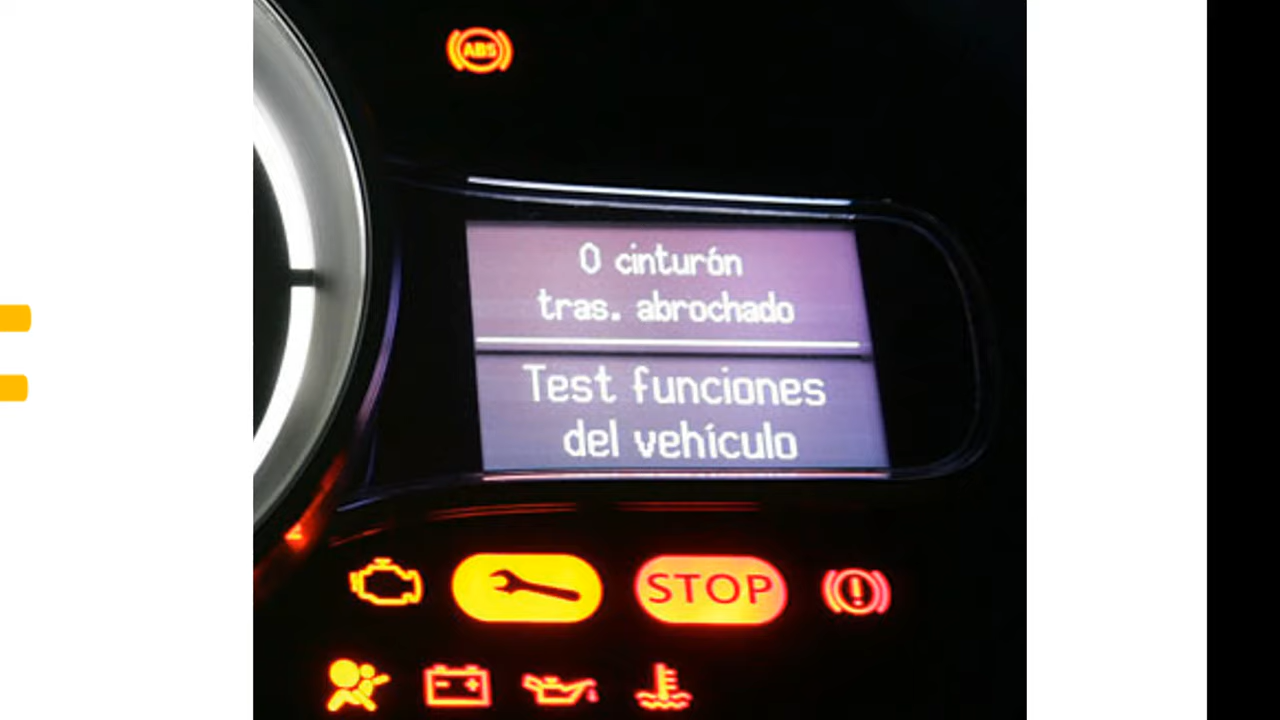 ABS
0 cinturón
tras. abrochado
Test funciones
del vehículo
STOP